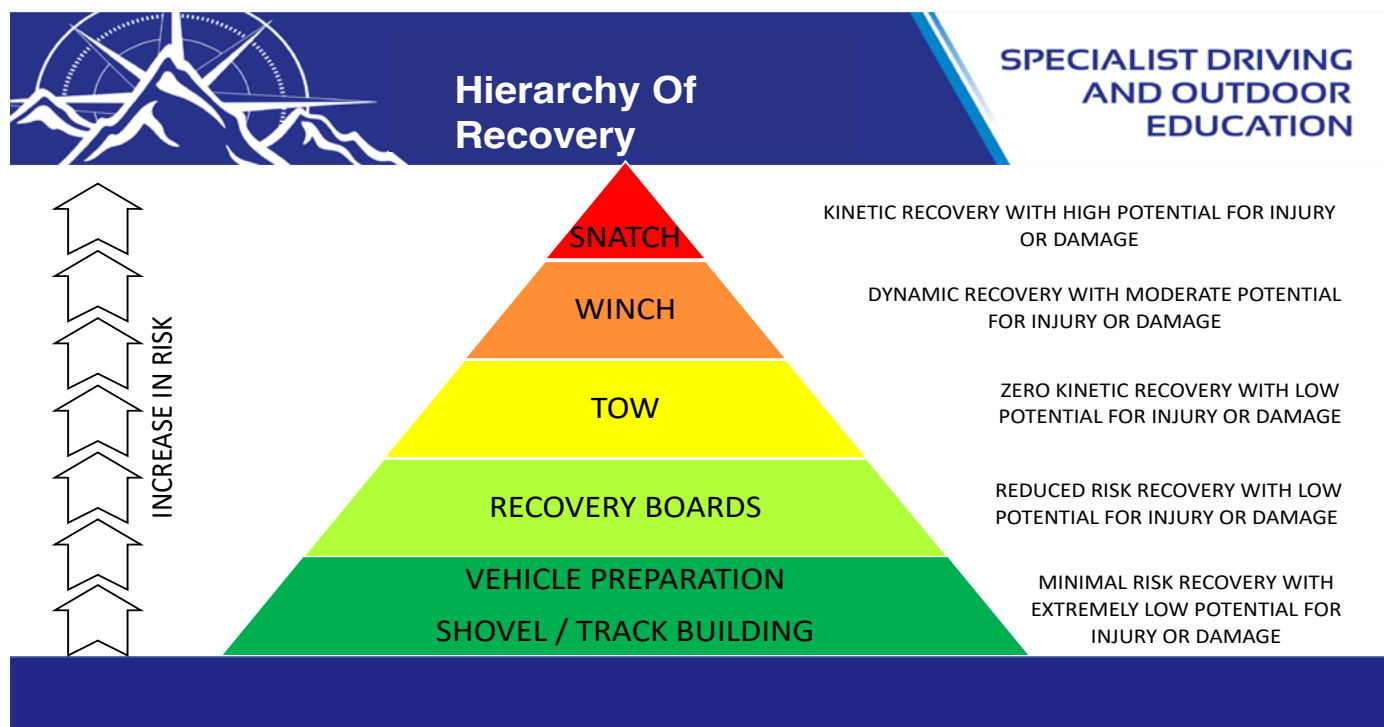 Hierarchy Of
Recovery
SPECIALIST DRIVING
AND OUTDOOR
EDUCATION
INCREASE IN RISK
SNATCH
KINETIC RECOVERY WITH HIGH POTENTIAL FOR INJURY
OR DAMAGE
WINCH
DYNAMIC RECOVERY WITH MODERATE POTENTIAL
FOR INJURY OR DAMAGE
TOW
ZERO KINETIC RECOVERY WITH LOW
POTENTIAL FOR INJURY OR DAMAGE
RECOVERY BOARDS
REDUCED RISK RECOVERY WITH LOW
POTENTIAL FOR INJURY OR DAMAGE
VEHICLE PREPARATION
SHOVEL / TRACK BUILDING
MINIMAL RISK RECOVERY WITH
EXTREMELY LOW POTENTIAL FOR
INJURY OR DAMAGE